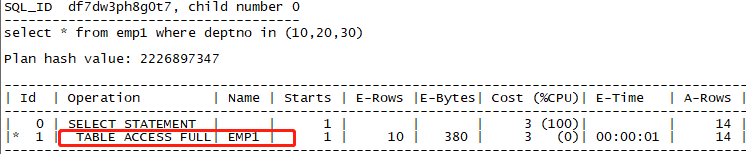 SQL_ID  df7dw3ph8g0t7, child number 0
-------------------------------------
select * from emp1 where deptno in (10,20,30)
Plan hash value: 2226897347
| Id  | Operation         | Name | Starts | E-Rows |E-Bytes| Cost (%CPU)| E-Time   | A-Rows |
|   0 | SELECT STATEMENT  |      |      1 |        |       |     3 (100)|          |     14 |
|*  1 |  TABLE ACCESS FULL| EMP1 |      1 |     10 |   380 |     3   (0)| 00:00:01 |     14 |